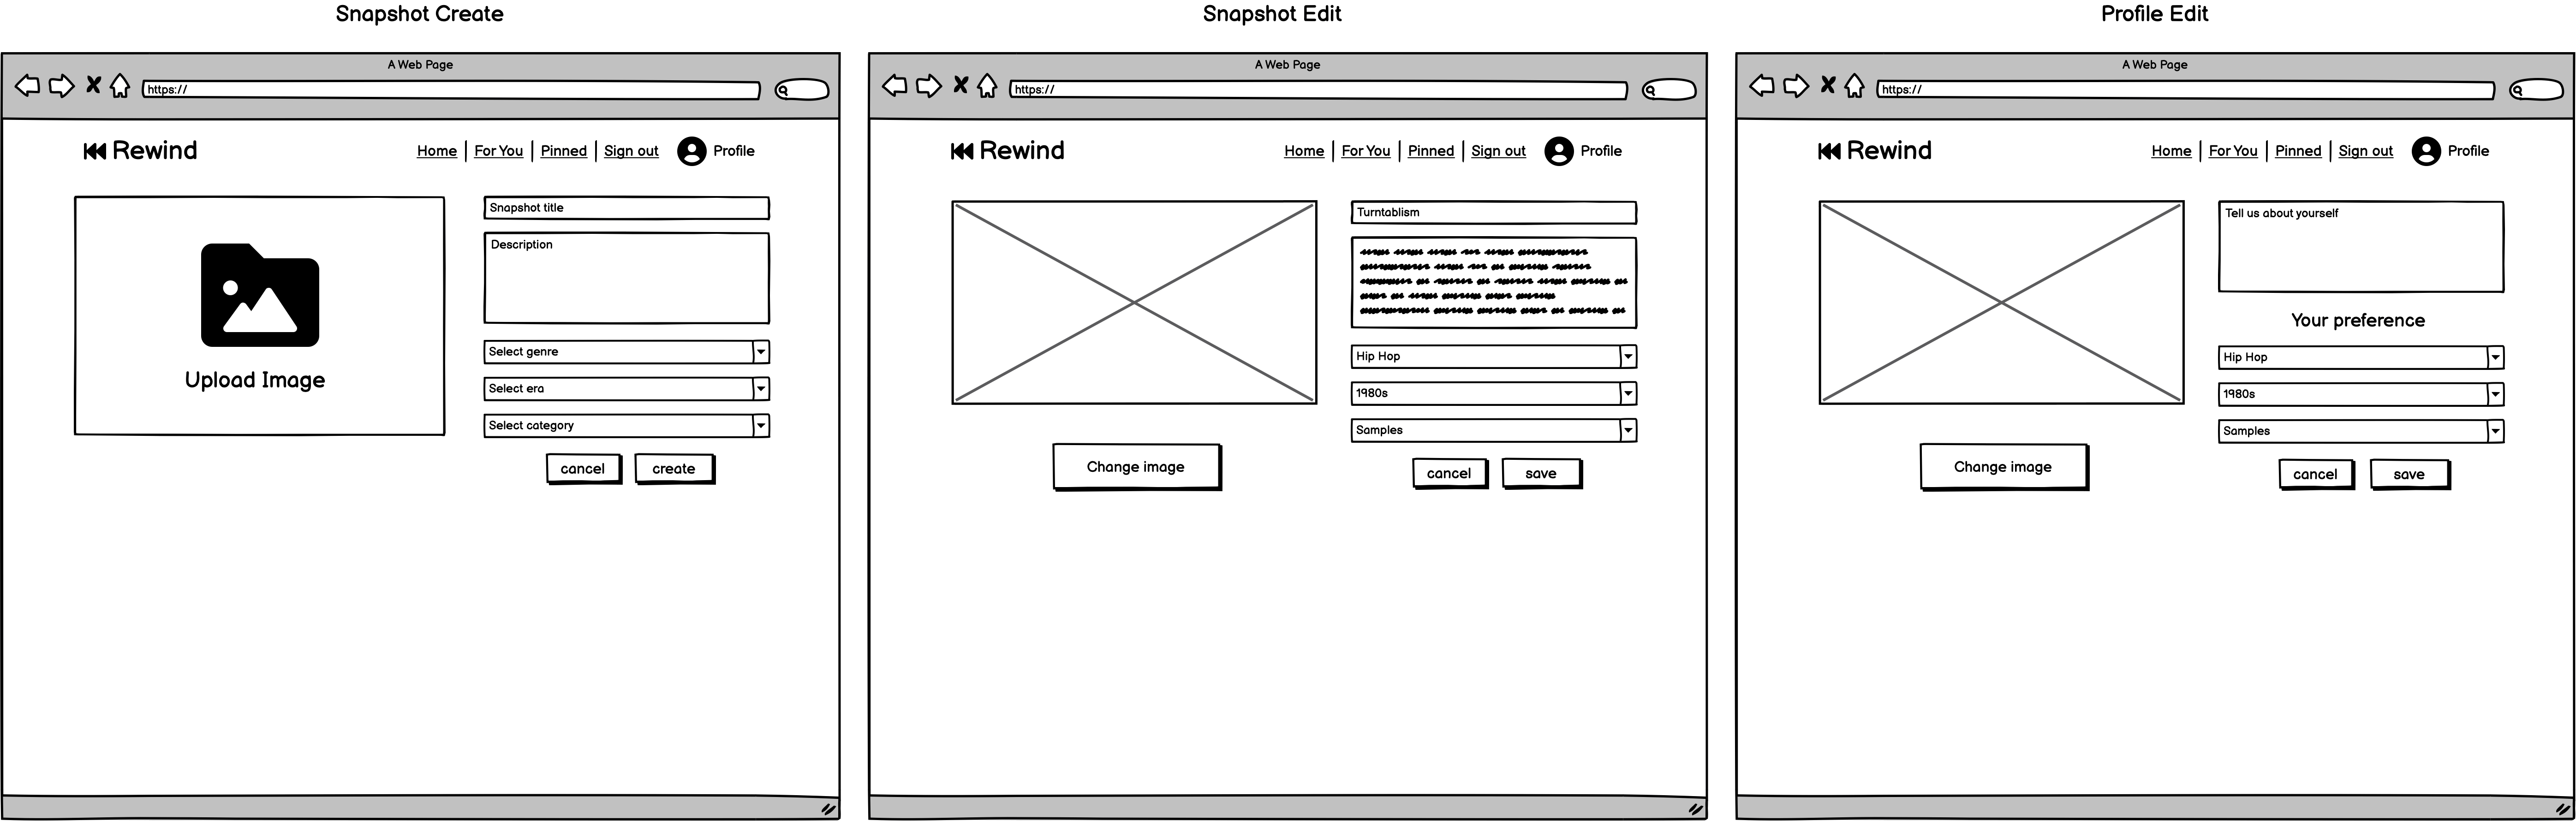 Snapshot Create
A Web Page
https://
Rewind
Home For You Pinned Sign out Profile
Upload Image
Snapshot title
Description
Select genre
Select era
Select category
cancel create
Snapshot Edit
A Web Page
https://
Rewind
Home For You Pinned Sign out Profile
Change image
Turntablism
Hip Hop
1980s
Samples
cancel save
Profile Edit
A Web Page
https://
Rewind
Home For You Pinned Sign out Profile
Change image
Tell us about yourself
Your preference
Hip Hop
1980s
Samples
cancel save